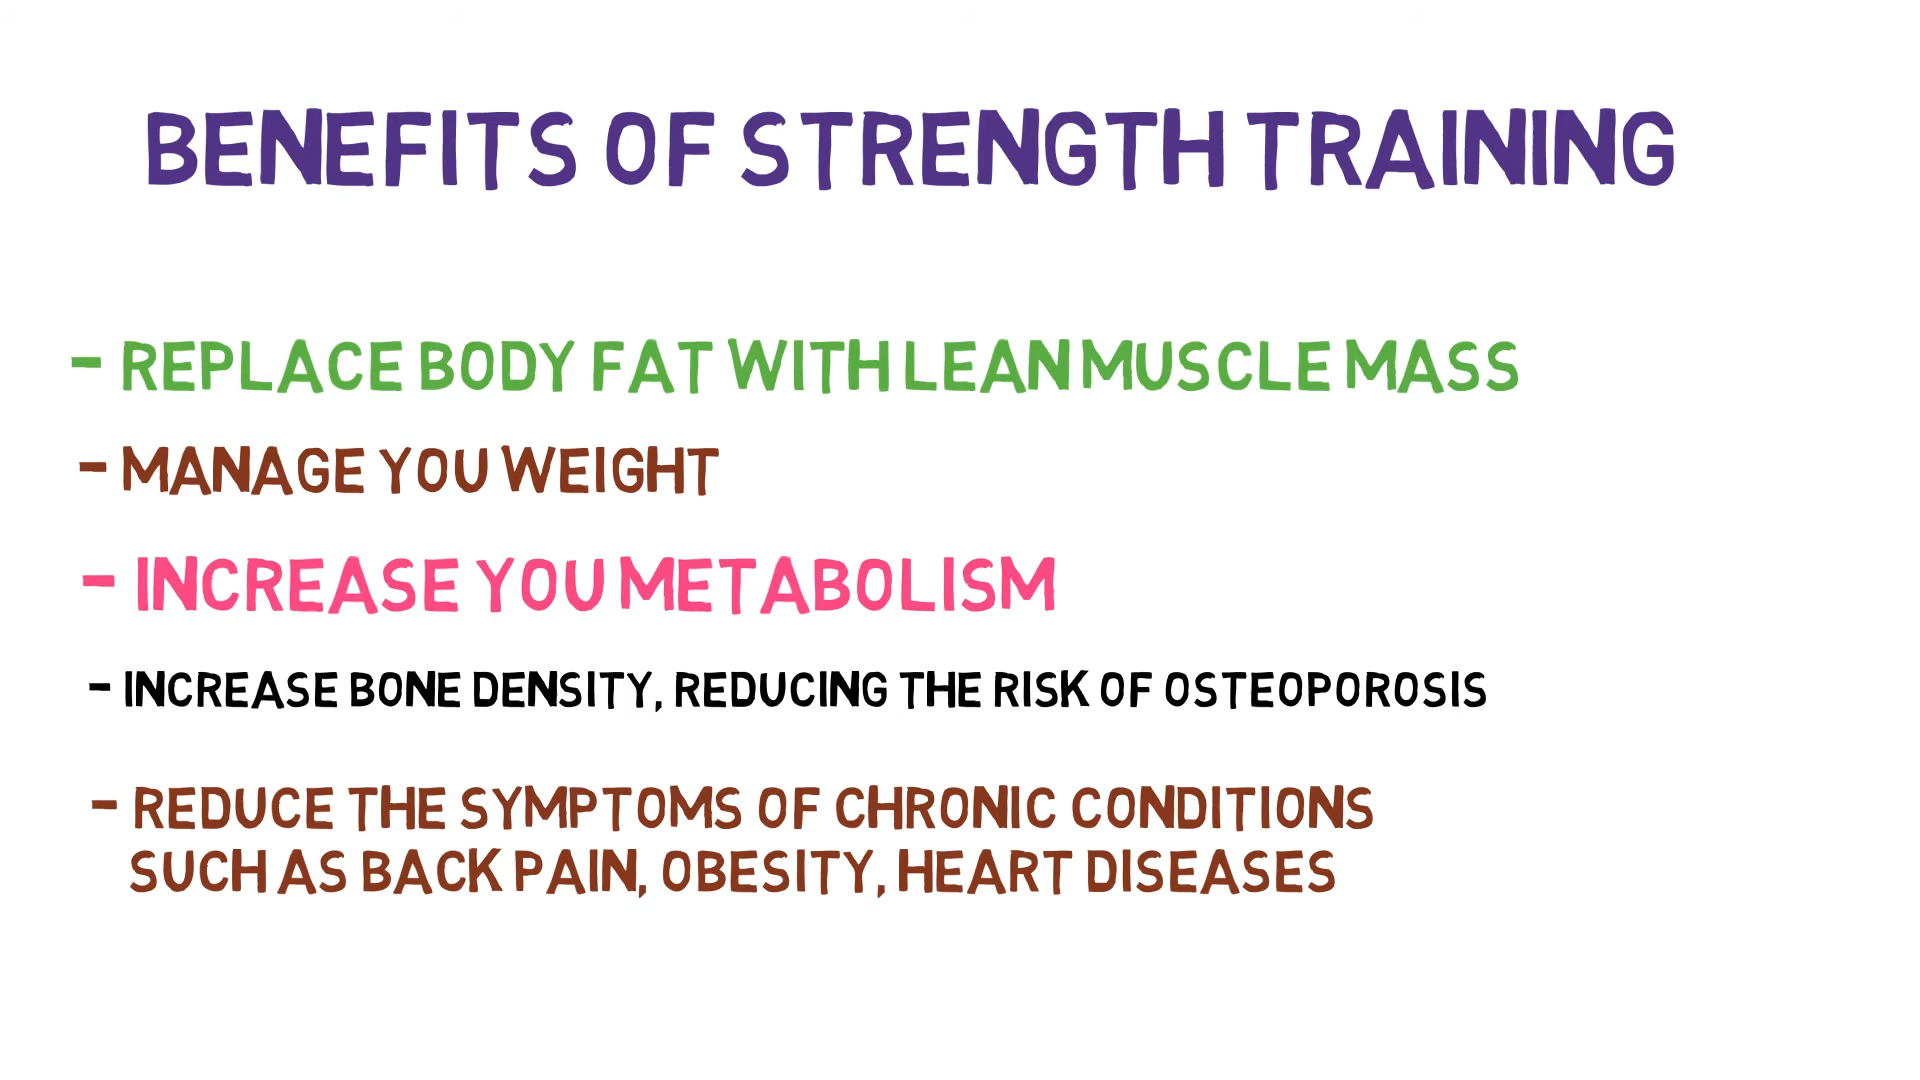 BENEFITS OF STRENGTH TRAINING
- REPLACE BODY FAT WITH LEAN MUSCLE MASS
- MANAGE YOU WEIGHT
- INCREASE YOU METABOLISM
- INCREASE BONE DENSITY, REDUCING THE RISK OF OSTEOPOROSIS
- REDUCE THE SYMPTOMS OF CHRONIC CONDITIONS
SUCH AS BACK PAIN, OBESITY, HEART DISEASES